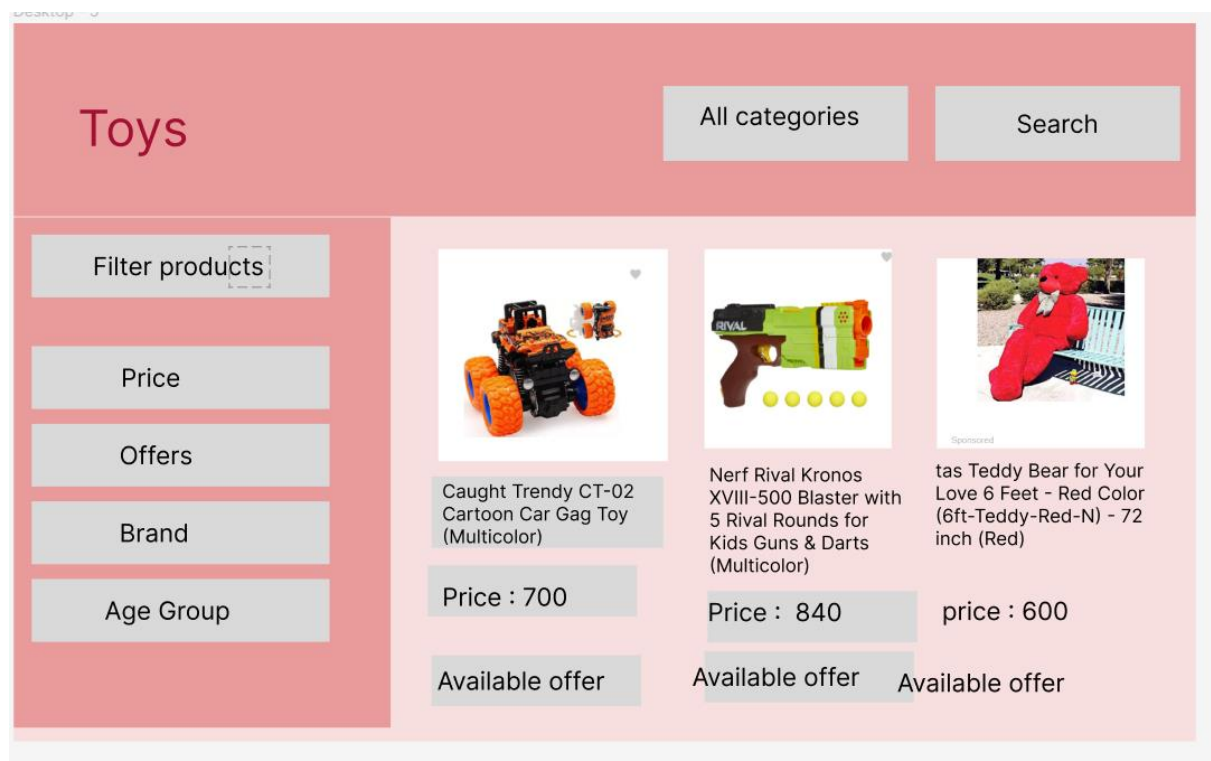 Desktop - 5
Toys
All categories
Search
Filter products
Price
Offers
Brand
Age Group
RIVAL
Sponsored
Caught Trendy CT-02
Cartoon Car Gag Toy
(Multicolor)
Price : 700
Available offer
Nerf Rival Kronos
XVIII-500 Blaster with
5 Rival Rounds for
Kids Guns & Darts
(Multicolor)
Price :  840
Available offer
tas Teddy Bear for Your
Love 6 Feet - Red Color
(6ft-Teddy-Red-N) - 72
inch (Red)
price : 600
Available offer